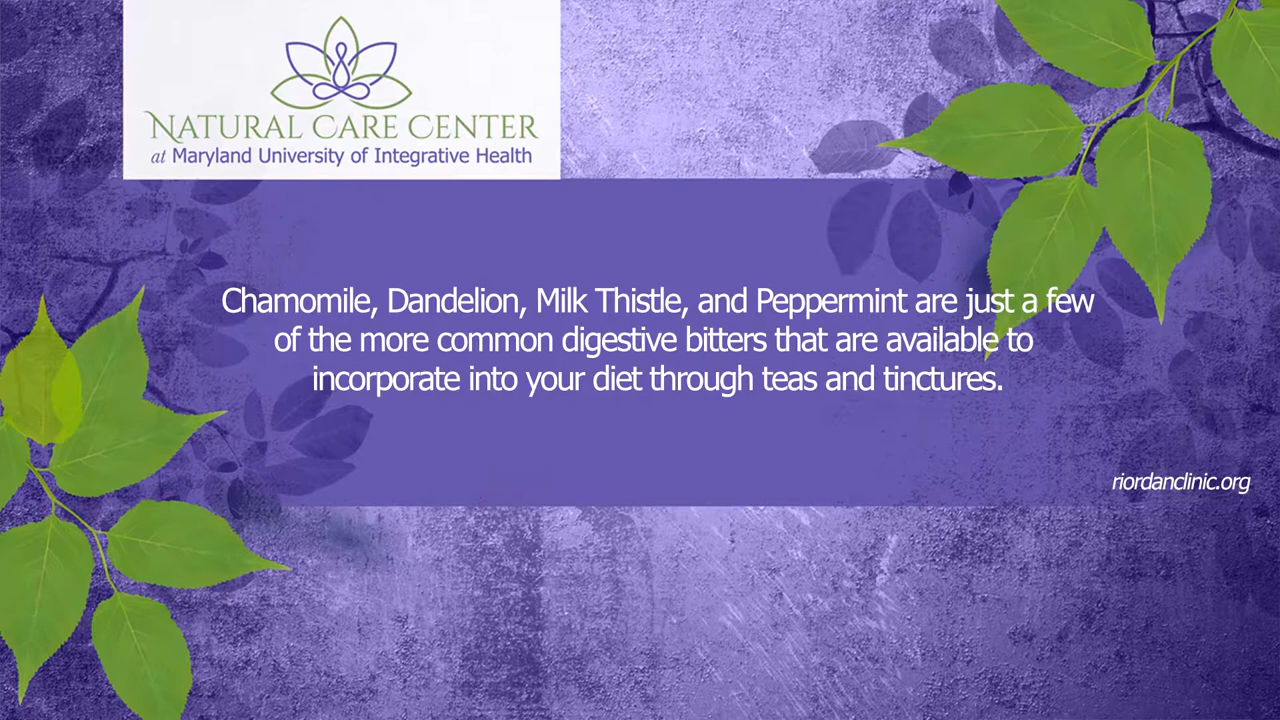 NATURAL CARE CENTER
at Maryland University of Integrative Health
Chamomile, Dandelion, Milk Thistle, and Peppermint are just a few
of the more common digestive bitters that are available to
incorporate into your diet through teas and tinctures.
riordanclinic.org